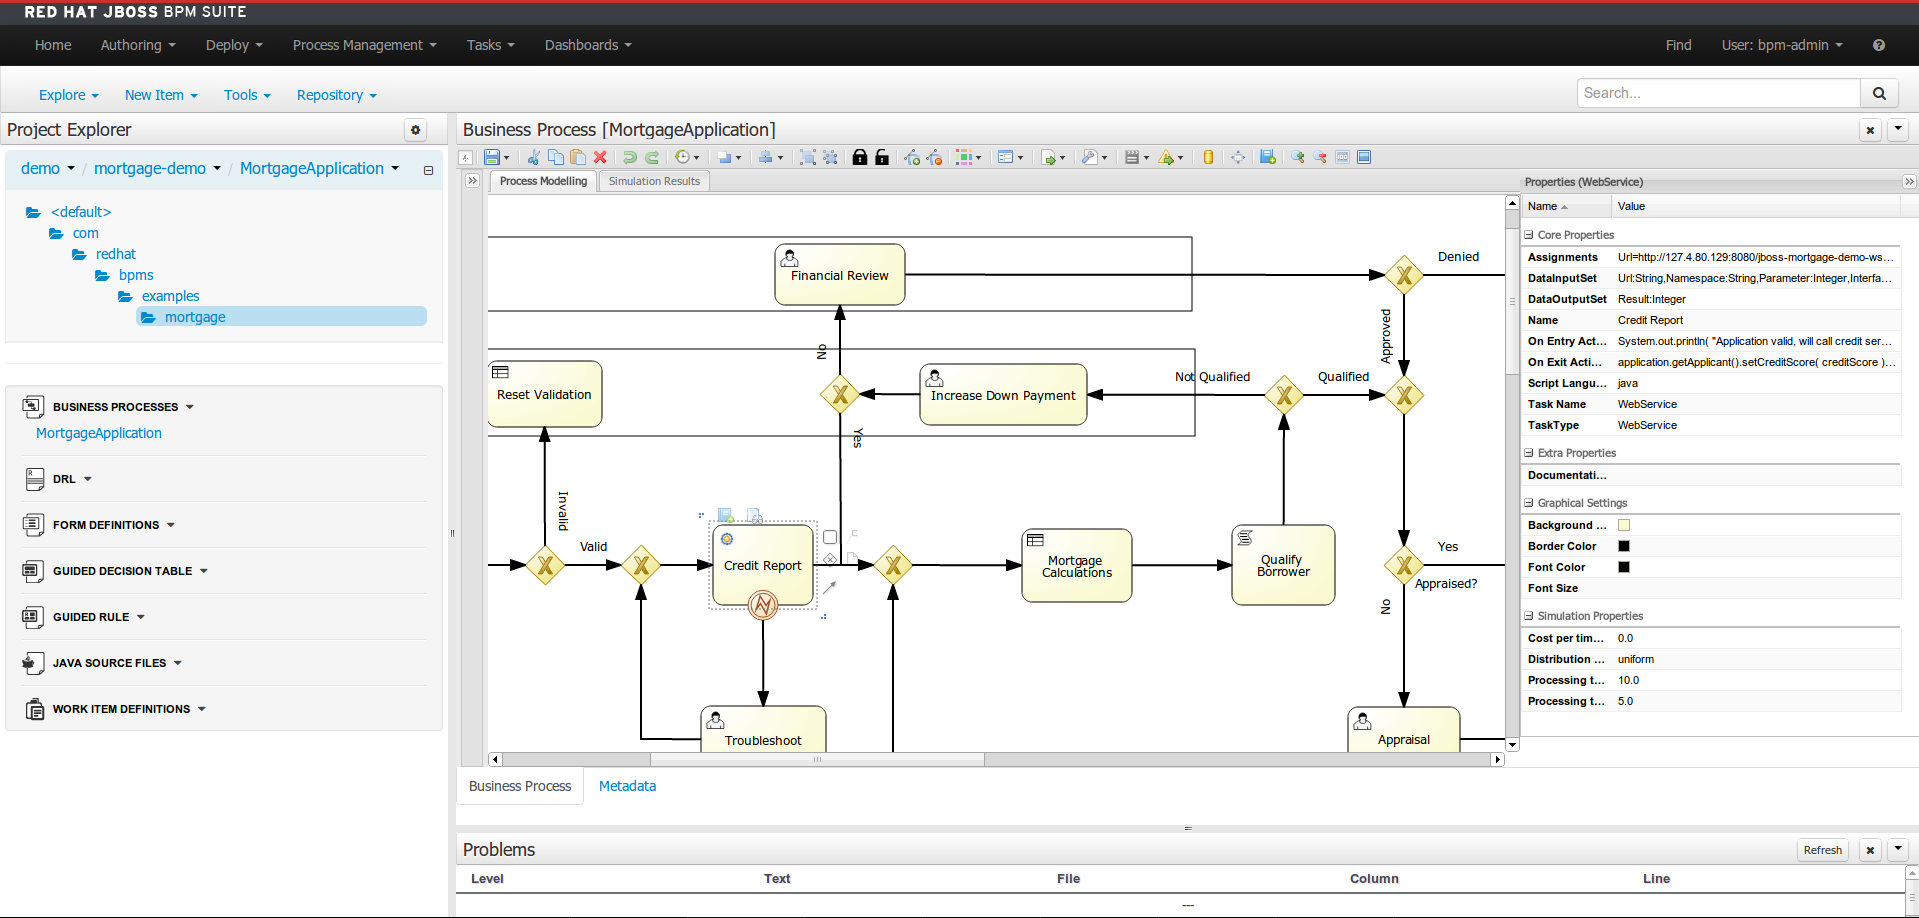 RED HAT JBOSS BPM SUITE
Home Authoring Deploy Process Management Tasks Dashboards Find User: bpm-admin
Explore New Item Tools Repository Search...
Project Explorer
demo / mortgage-demo / MortgageApplication
<default>
com
redhat
bpms
examples
mortgage
BUSINESS PROCESSES
MortgageApplication
DRL
FORM DEFINITIONS
GUIDED DECISION TABLE
GUIDED RULE
JAVA SOURCE FILES
WORK ITEM DEFINITIONS
Business Process [MortgageApplication]
Process Modelling Simulation Results
Financial Review
Denied
No
Approved
Reset Validation
Increase Down Payment
Not Qualified
Qualified
Yes
Invalid
Valid
Credit Report
Mortgage
Calculations
Qualify
Borrower
Yes
Appraised?
No
Troubleshoot
Appraisal
Properties (WebService)
Name Value
Core Properties
Assignments Url=http://127.4.80.129:8080/jboss-mortgage-demo-ws...
DataInputSet Url:String,Namespace:String,Parameter:Integer,Interfa...
DataOutputSet Result:Integer
Name Credit Report
On Entry Act... System.out.println( "Application valid, will call credit ser...
On Exit Acti... application.getApplicant().setCreditScore( creditScore )...
Script Langu... java
Task Name WebService
TaskType WebService
Extra Properties
Documentati...
Graphical Settings
Background ...
Border Color
Font Color
Font Size
Simulation Properties
Cost per tim... 0.0
Distribution ... uniform
Processing t... 10.0
Processing t... 5.0
Business Process Metadata
Problems Refresh
Level Text File Column Line
---